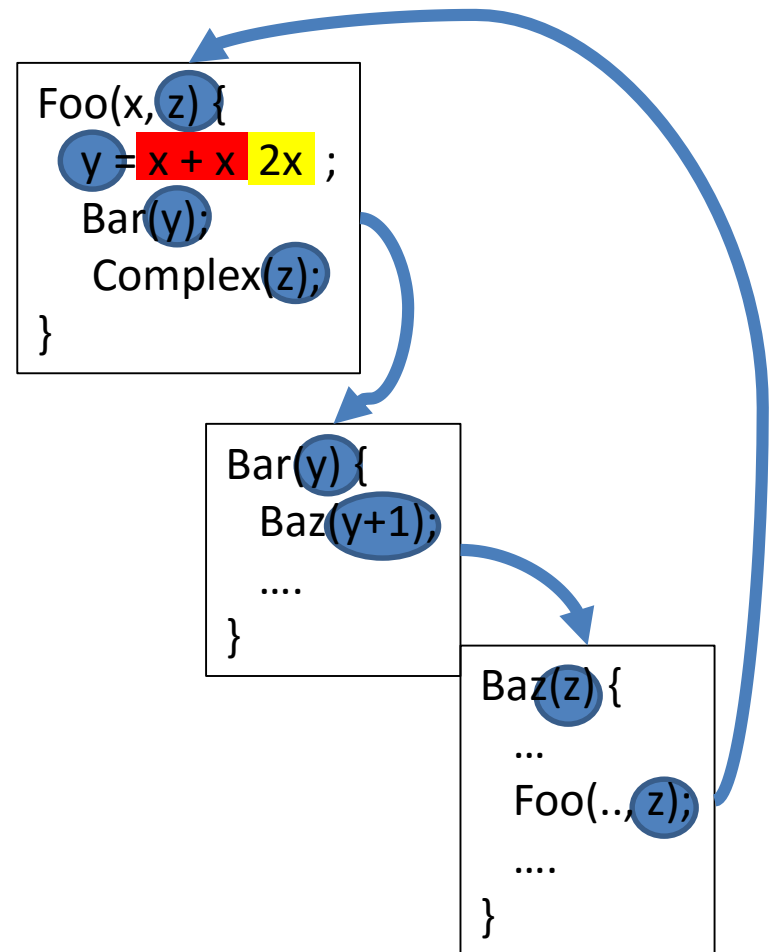 Foo(x, z) {
y = x + x 2x ;
Bar(y);
Complex(z);
}
Bar(y) {
Baz(y+1);
....
}
Baz(z) {
...
Foo(.., z);
....
}